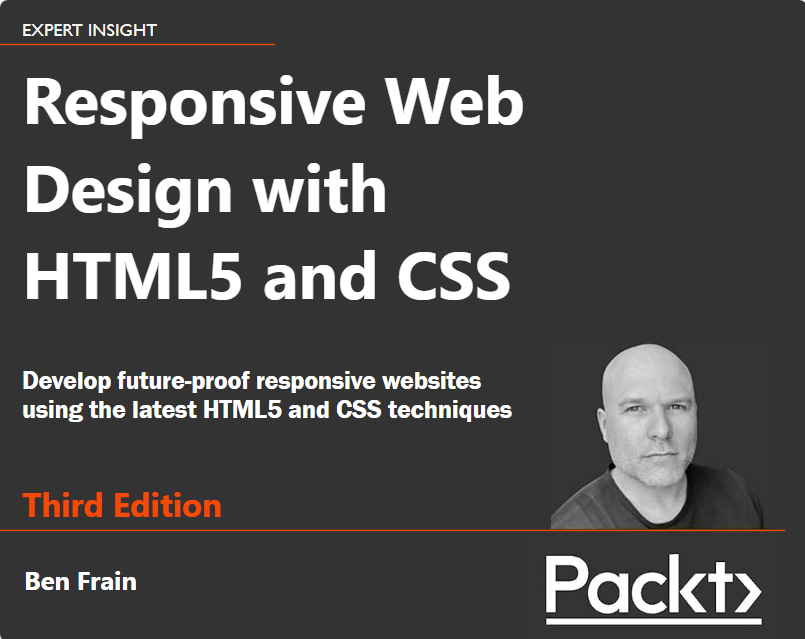 EXPERT INSIGHT
Responsive Web
Design with
HTML5 and CSS
Develop future-proof responsive websites
using the latest HTML5 and CSS techniques
Third Edition
Ben Frain
Packt>